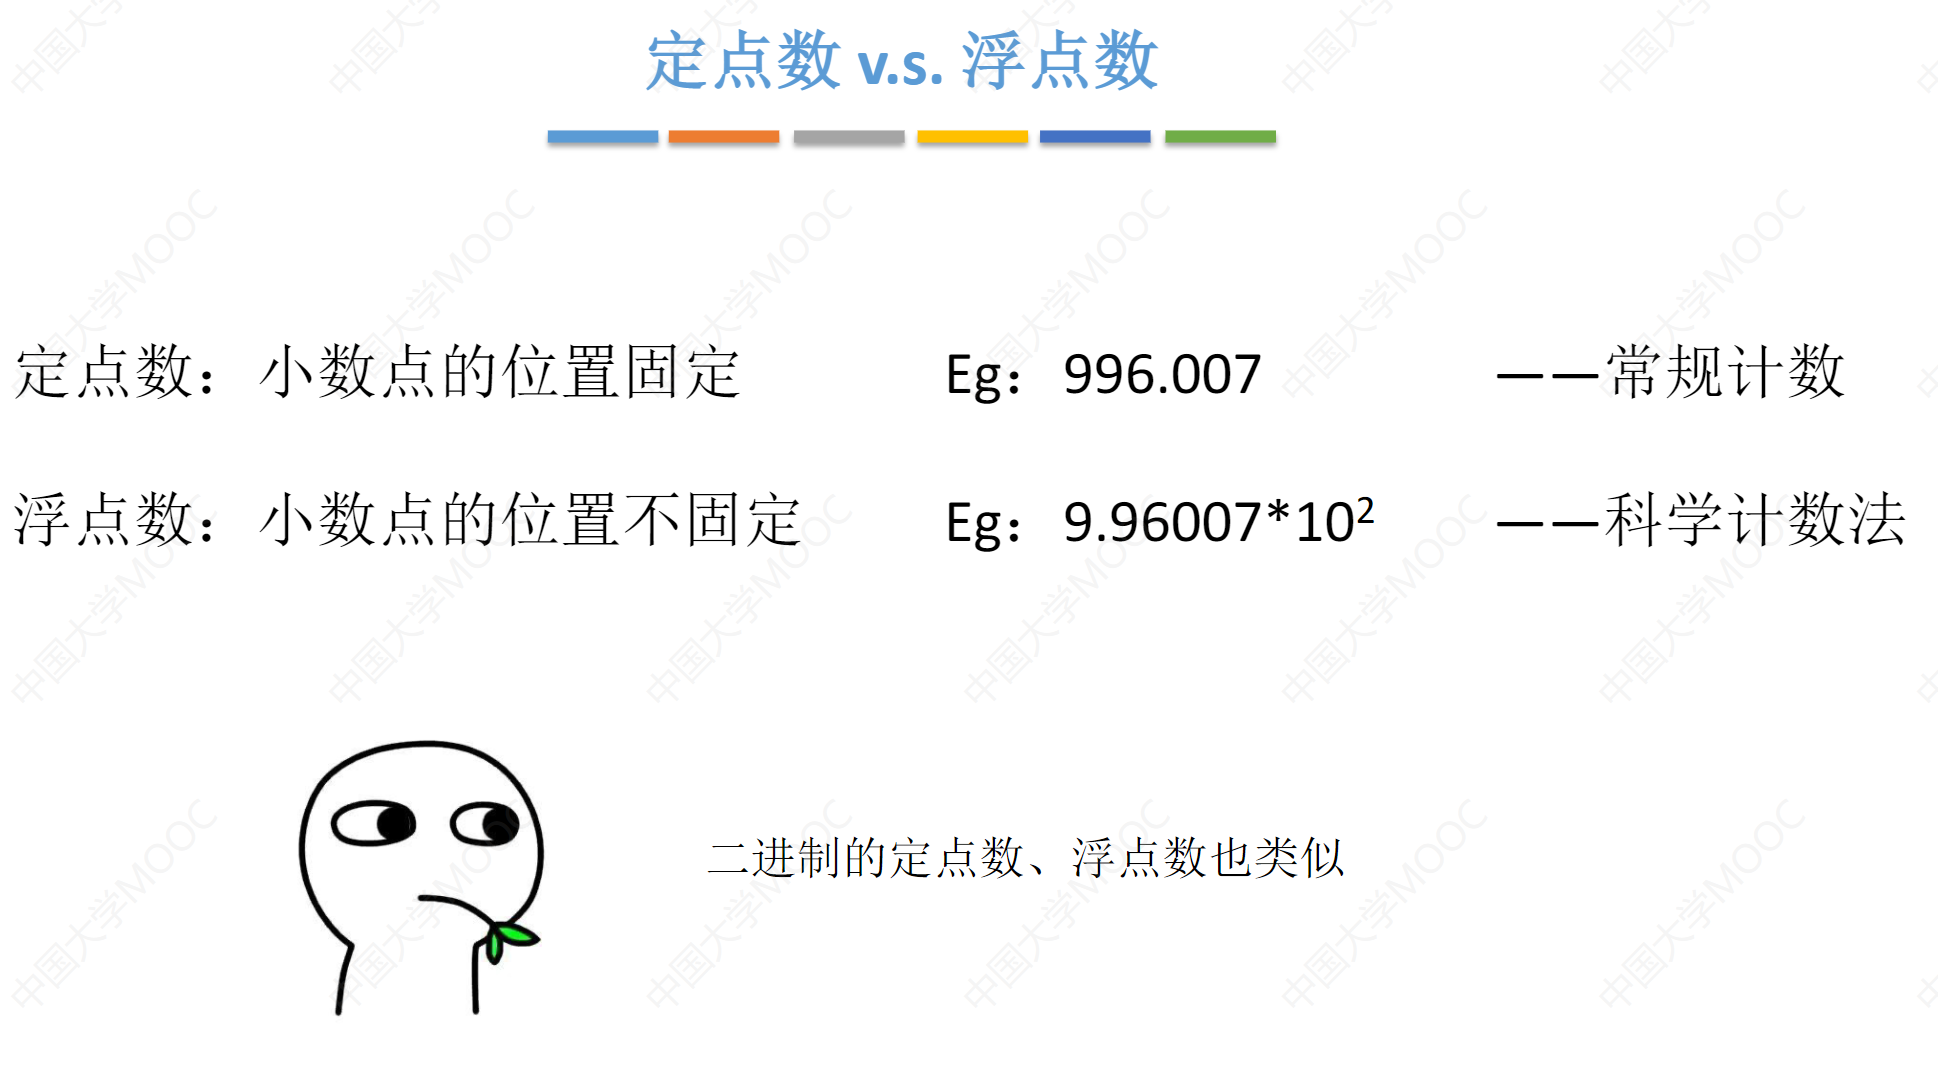 定点数 v.s. 浮点数
定点数：小数点的位置固定 Eg：996.007 ——常规计数
浮点数：小数点的位置不固定 Eg：9.96007*10² ——科学计数法
二进制的定点数、浮点数也类似
中国大学MOOC